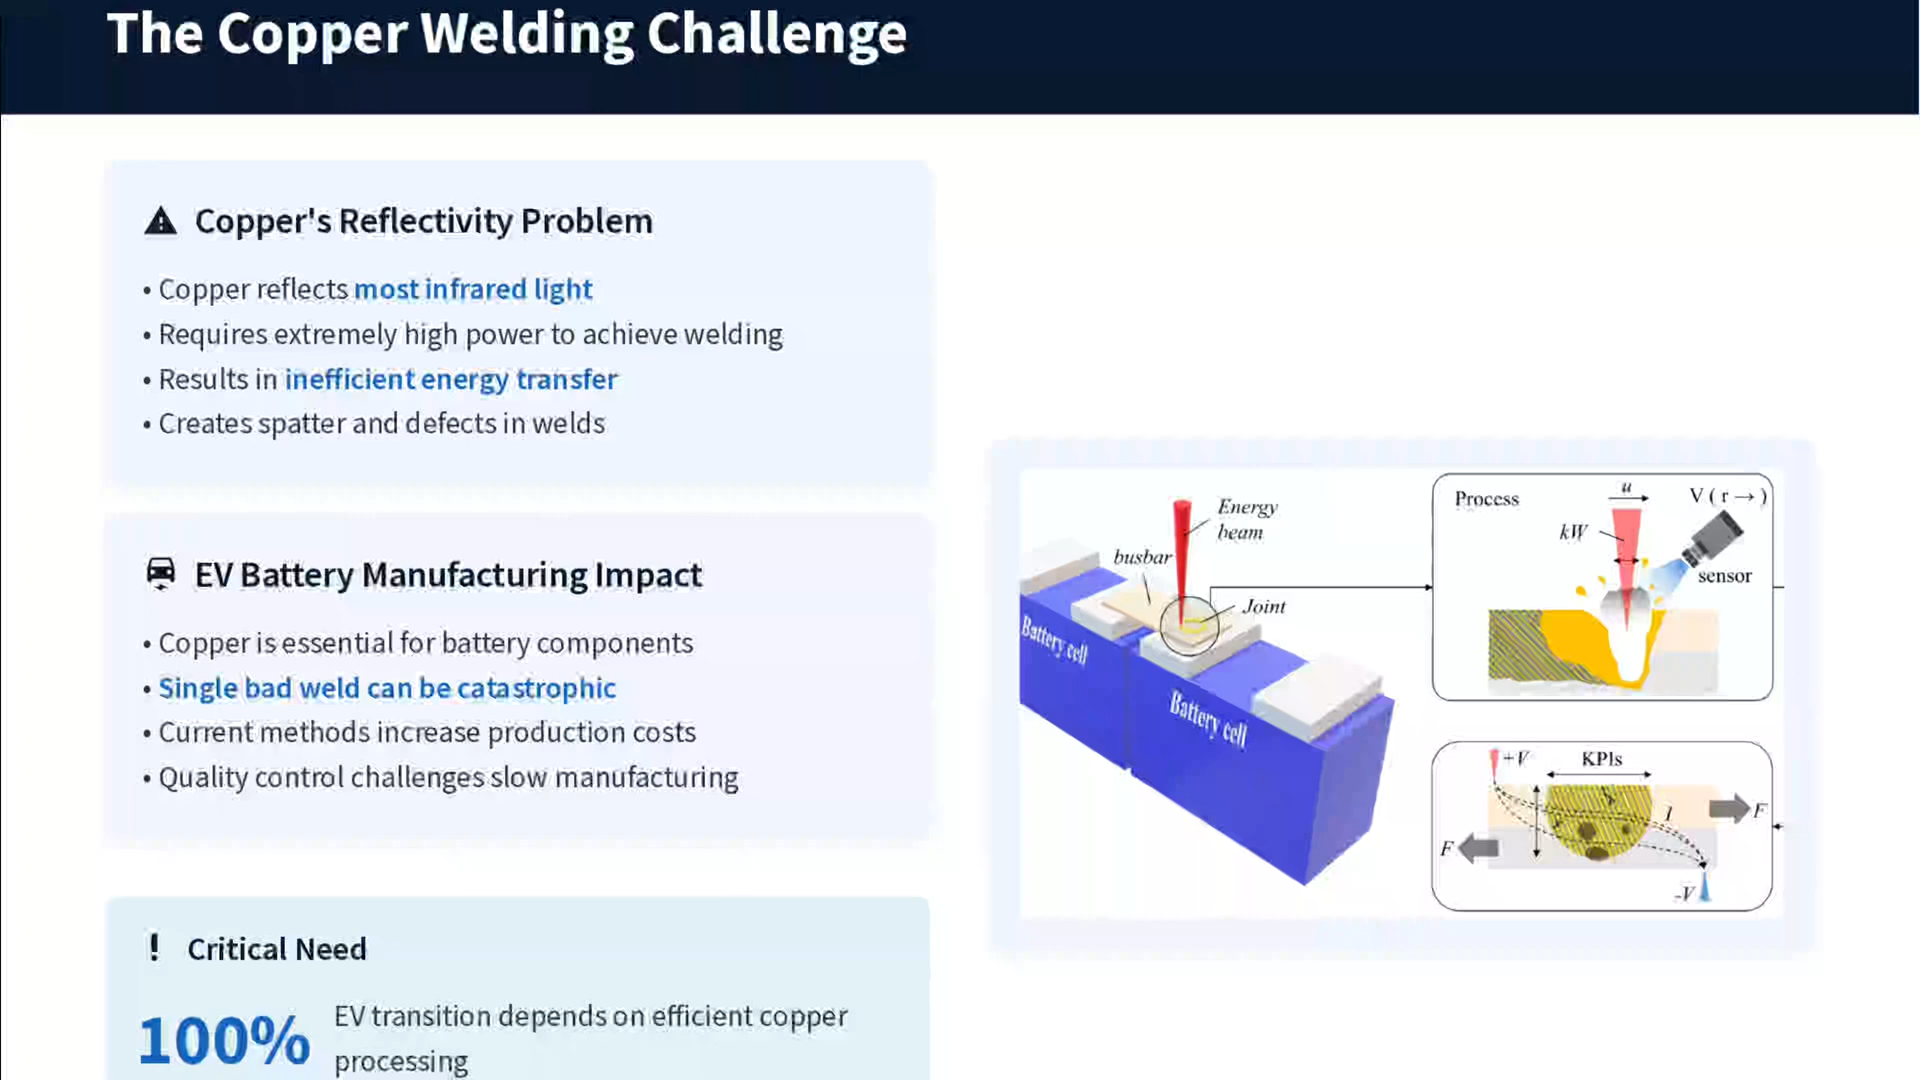 The Copper Welding Challenge
Copper's Reflectivity Problem
• Copper reflects most infrared light
• Requires extremely high power to achieve welding
• Results in inefficient energy transfer
• Creates spatter and defects in welds
EV Battery Manufacturing Impact
• Copper is essential for battery components
• Single bad weld can be catastrophic
• Current methods increase production costs
• Quality control challenges slow manufacturing
Critical Need
100%
EV transition depends on efficient copper
processing
Energy
beam
busbar
Joint
Battery cell
Battery cell
Process
u
V ( r → )
kW
sensor
+V
KPIs
I
F
F
-V